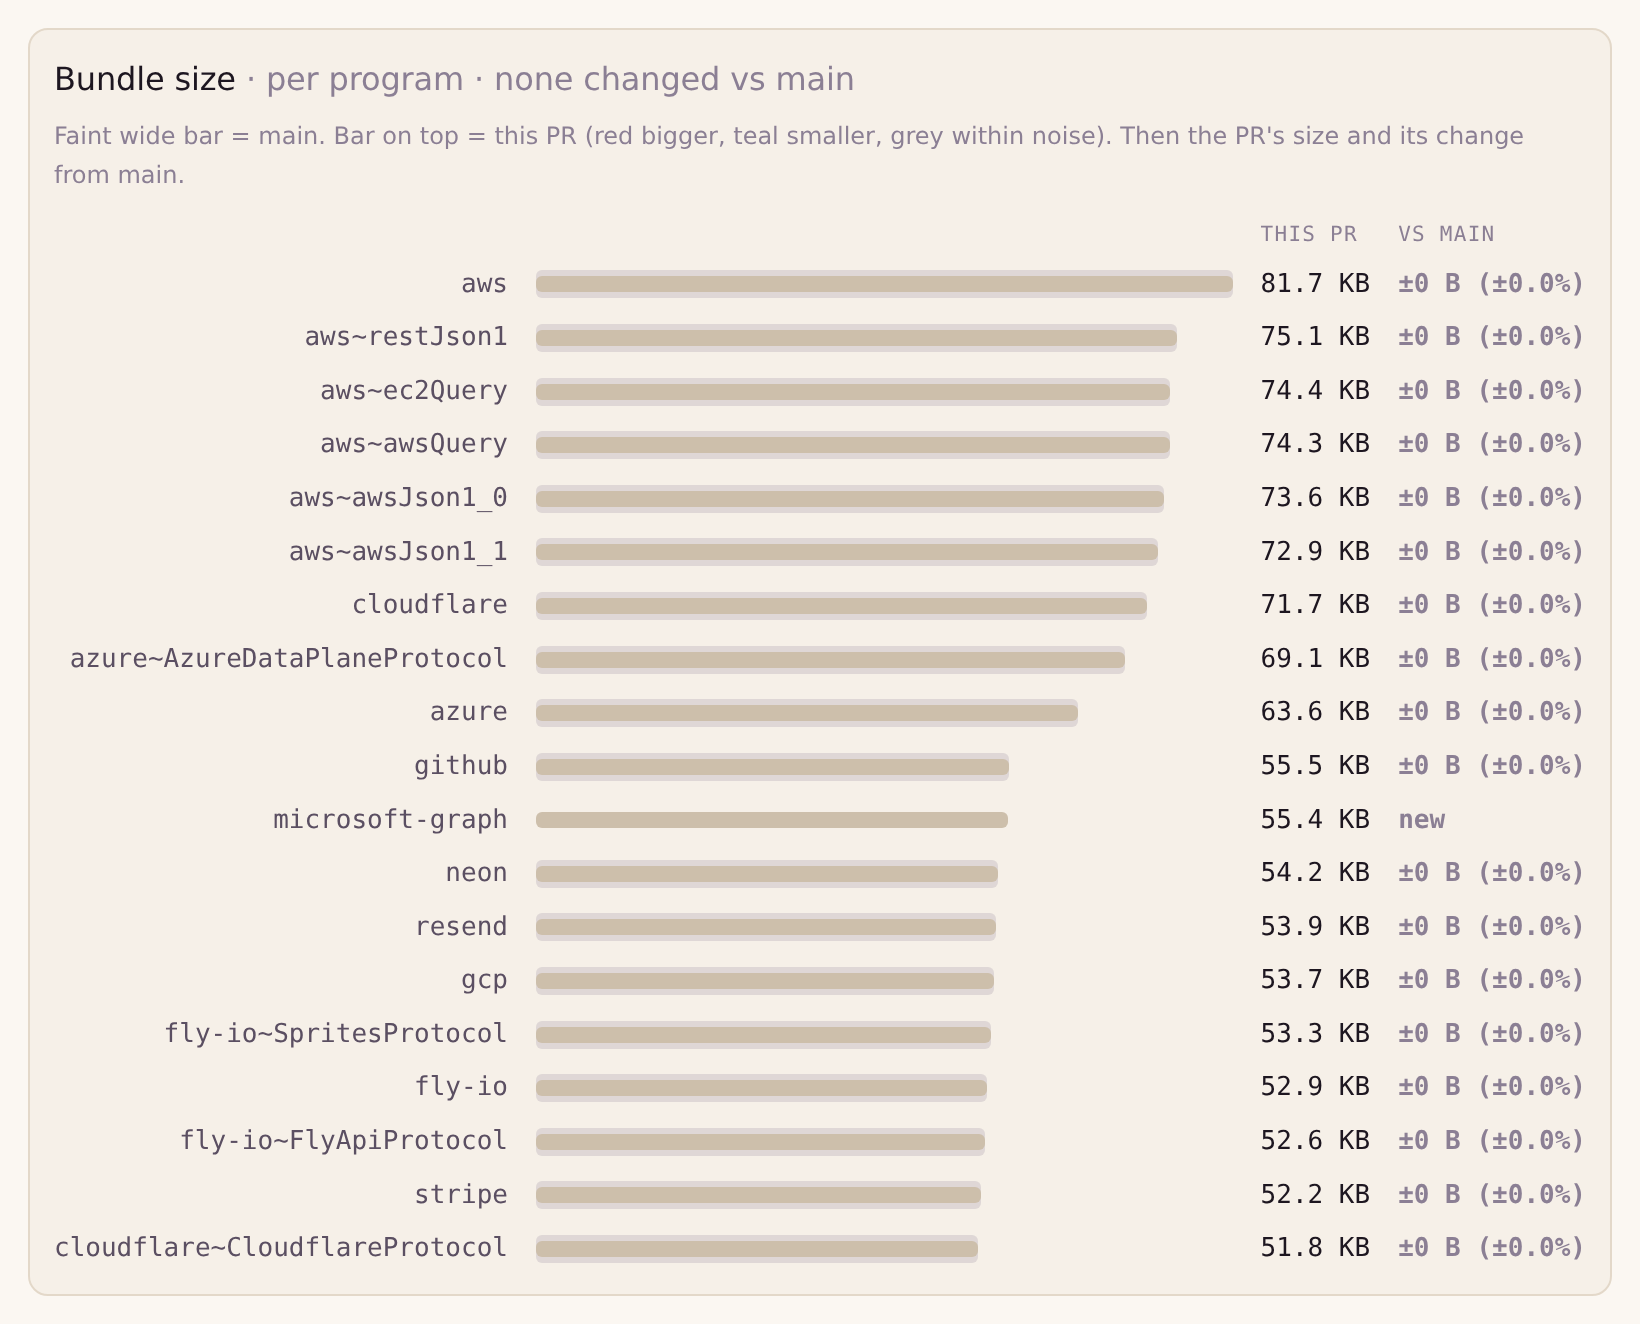 Bundle size · per program · none changed vs main
Faint wide bar = main. Bar on top = this PR (red bigger, teal smaller, grey within noise). Then the PR's size and its change
from main.
THIS PR VS MAIN
aws 81.7 KB ±0 B (±0.0%)
aws~restJson1 75.1 KB ±0 B (±0.0%)
aws~ec2Query 74.4 KB ±0 B (±0.0%)
aws~awsQuery 74.3 KB ±0 B (±0.0%)
aws~awsJson1_0 73.6 KB ±0 B (±0.0%)
aws~awsJson1_1 72.9 KB ±0 B (±0.0%)
cloudflare 71.7 KB ±0 B (±0.0%)
azure~AzureDataPlaneProtocol 69.1 KB ±0 B (±0.0%)
azure 63.6 KB ±0 B (±0.0%)
github 55.5 KB ±0 B (±0.0%)
microsoft-graph 55.4 KB new
neon 54.2 KB ±0 B (±0.0%)
resend 53.9 KB ±0 B (±0.0%)
gcp 53.7 KB ±0 B (±0.0%)
fly-io~SpritesProtocol 53.3 KB ±0 B (±0.0%)
fly-io 52.9 KB ±0 B (±0.0%)
fly-io~FlyApiProtocol 52.6 KB ±0 B (±0.0%)
stripe 52.2 KB ±0 B (±0.0%)
cloudflare~CloudflareProtocol 51.8 KB ±0 B (±0.0%)